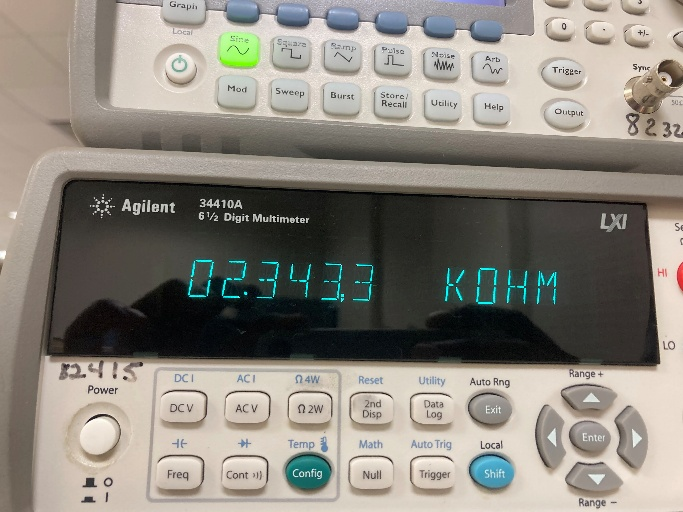 Graph
Local
Sine
Square
Ramp
Pulse
Noise
Arb
Mod
Sweep
Burst
Store/
Recall
Utility
Help
0
.
+/-
Trigger
Output
Sync
8232
Agilent
34410A
6½ Digit Multimeter
LXI
02.343,3 KOHM
HI
LO
82415
Power
DC I
AC I
Ω 4W
DC V
AC V
Ω 2W
Temp
Freq
Cont
Config
Reset
Utility
2nd
Disp
Data
Log
Math
Auto Trig
Null
Trigger
Auto Rng
Exit
Local
Shift
Range +
Enter
Range −
O
I